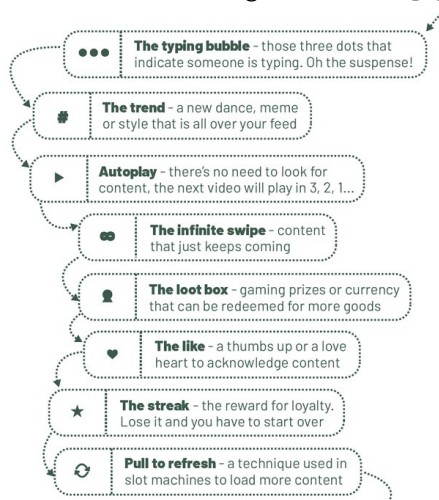 The typing bubble - those three dots that
indicate someone is typing. Oh the suspense!
#
The trend - a new dance, meme
or style that is all over your feed
Autoplay - there's no need to look for
content, the next video will play in 3, 2, 1...
The infinite swipe - content
that just keeps coming
The loot box - gaming prizes or currency
that can be redeemed for more goods
The like - a thumbs up or a love
heart to acknowledge content
The streak - the reward for loyalty.
Lose it and you have to start over
Pull to refresh - a technique used in
slot machines to load more content